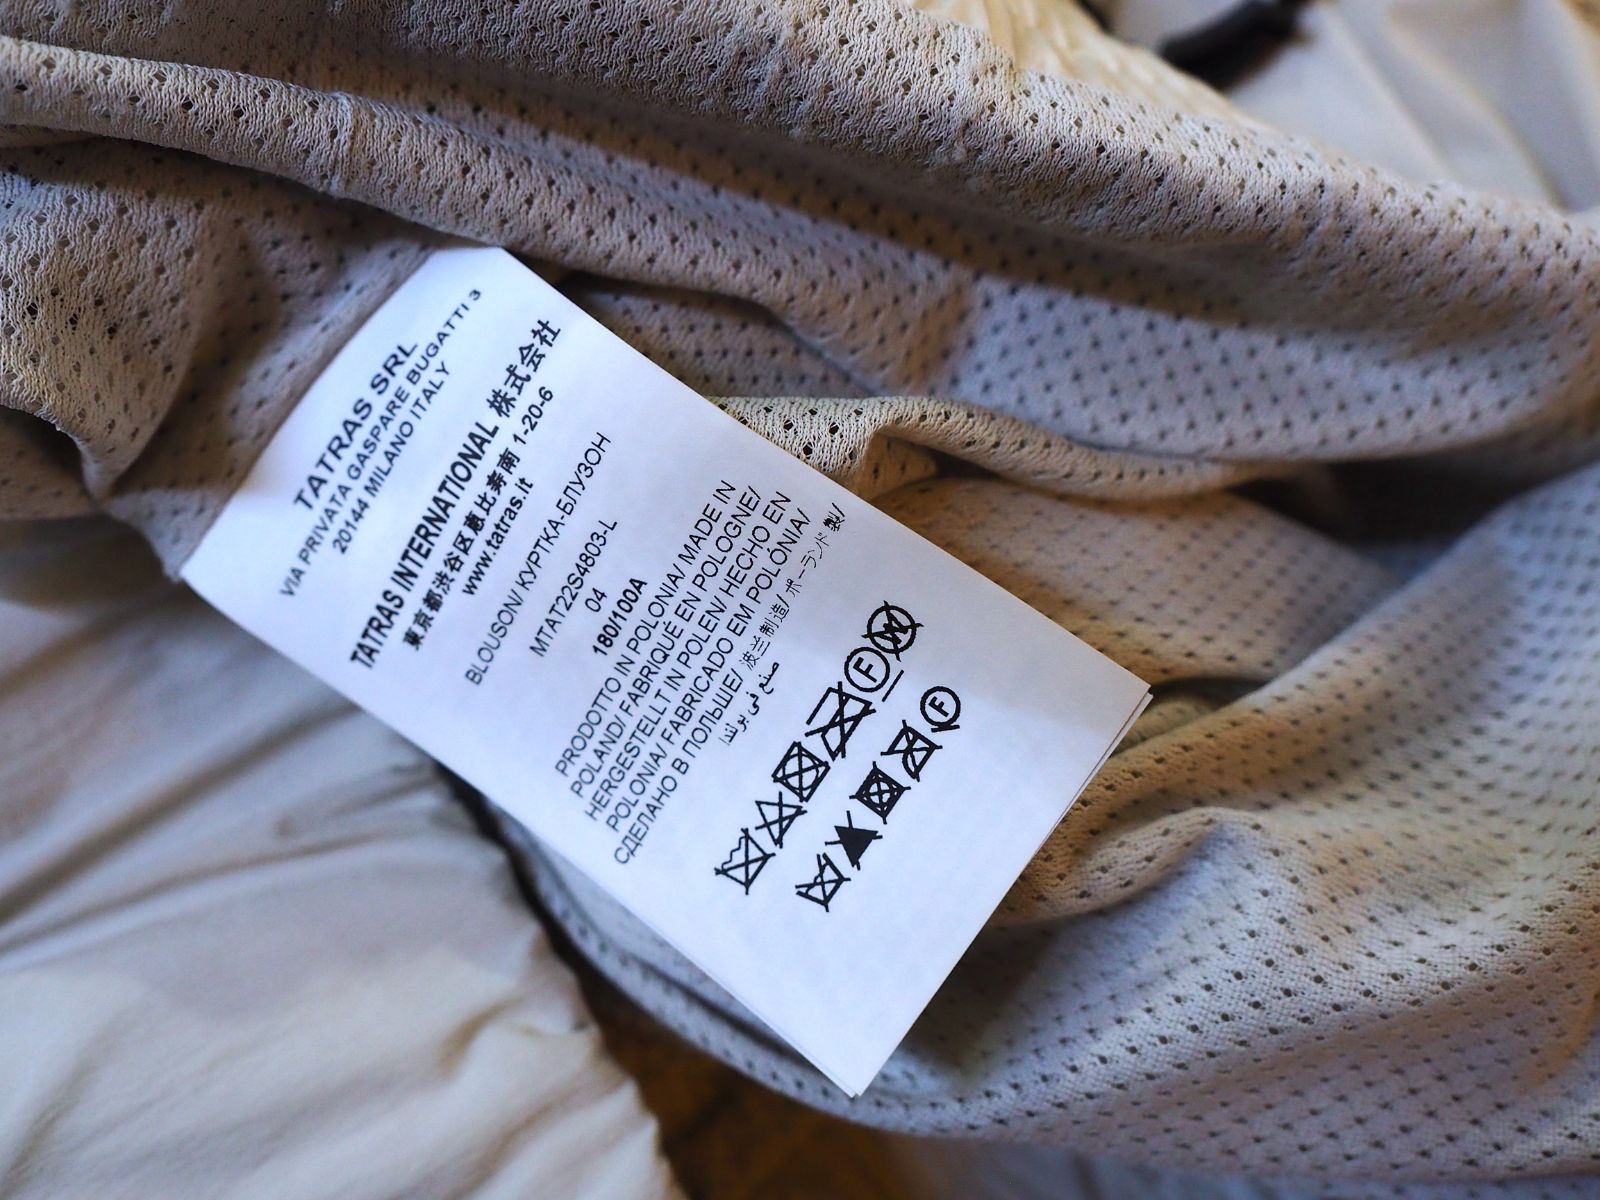 TATRAS SRL
VIA PRIVATA GASPARE BUGATTI 3
20144 MILANO ITALY
TATRAS INTERNATIONAL 株式会社
東京都渋谷区恵比寿南 1-20-6
www.tatras.it
BLOUSON/ КУРТКА-БЛУЗОН
MTAT22S4803-L
04
180/100A
PRODOTTO IN POLONIA/ MADE IN
POLAND/ FABRIQUÉ EN POLOGNE/
HERGESTELLT IN POLEN/ HECHO EN
POLONIA/ FABRICADO EM POLÓNIA/
СДЕЛАНО В ПОЛЬШЕ/ 波兰制造/ ポーランド製/
صنع في بولندا
W
F
F